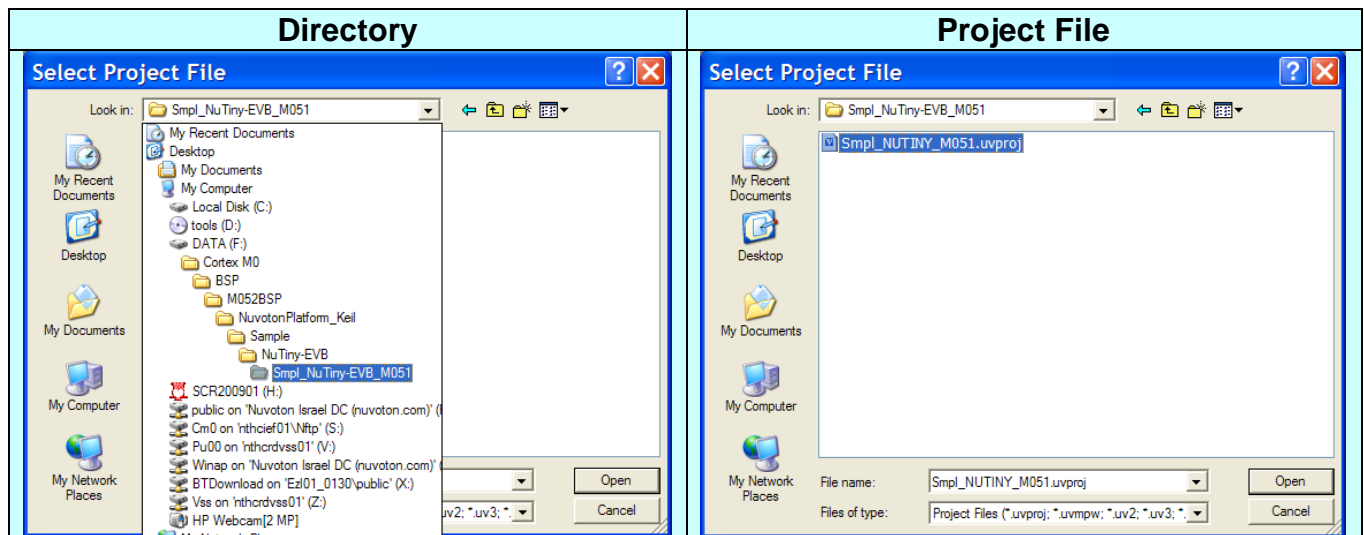 Directory
Project File
Select Project File
Look in: Smpl_NuTiny-EVB_M051
My Recent Documents
Desktop
My Documents
My Computer
Local Disk (C:)
tools (D:)
DATA (F:)
Cortex M0
BSP
M052BSP
NuvotonPlatform_Keil
Sample
NuTiny-EVB
Smpl_NuTiny-EVB_M051
SCR200901 (H:)
public on 'Nuvoton Israel DC (nuvoton.com)' (
Cm0 on 'nthcief01\Nftp' (S:)
Pu00 on 'nthcrdvss01' (V:)
Winap on 'Nuvoton Israel DC (nuvoton.com)'
BTDownload on 'Ezl01_0130\public' (X:)
Vss on 'nthcrdvss01' (Z:)
HP Webcam[2 MP]
My Recent
Documents
Desktop
My Documents
My Computer
My Network
Places
Open
uv2; *.uv3; *.
Cancel
Select Project File
Look in: Smpl_NuTiny-EVB_M051
Smpl_NUTINY_M051.uvproj
My Recent
Documents
Desktop
My Documents
My Computer
My Network
Places
File name: Smpl_NUTINY_M051.uvproj
Open
Files of type: Project Files (*.uvproj; *.uvmpw; *.uv2; *.uv3; *.
Cancel